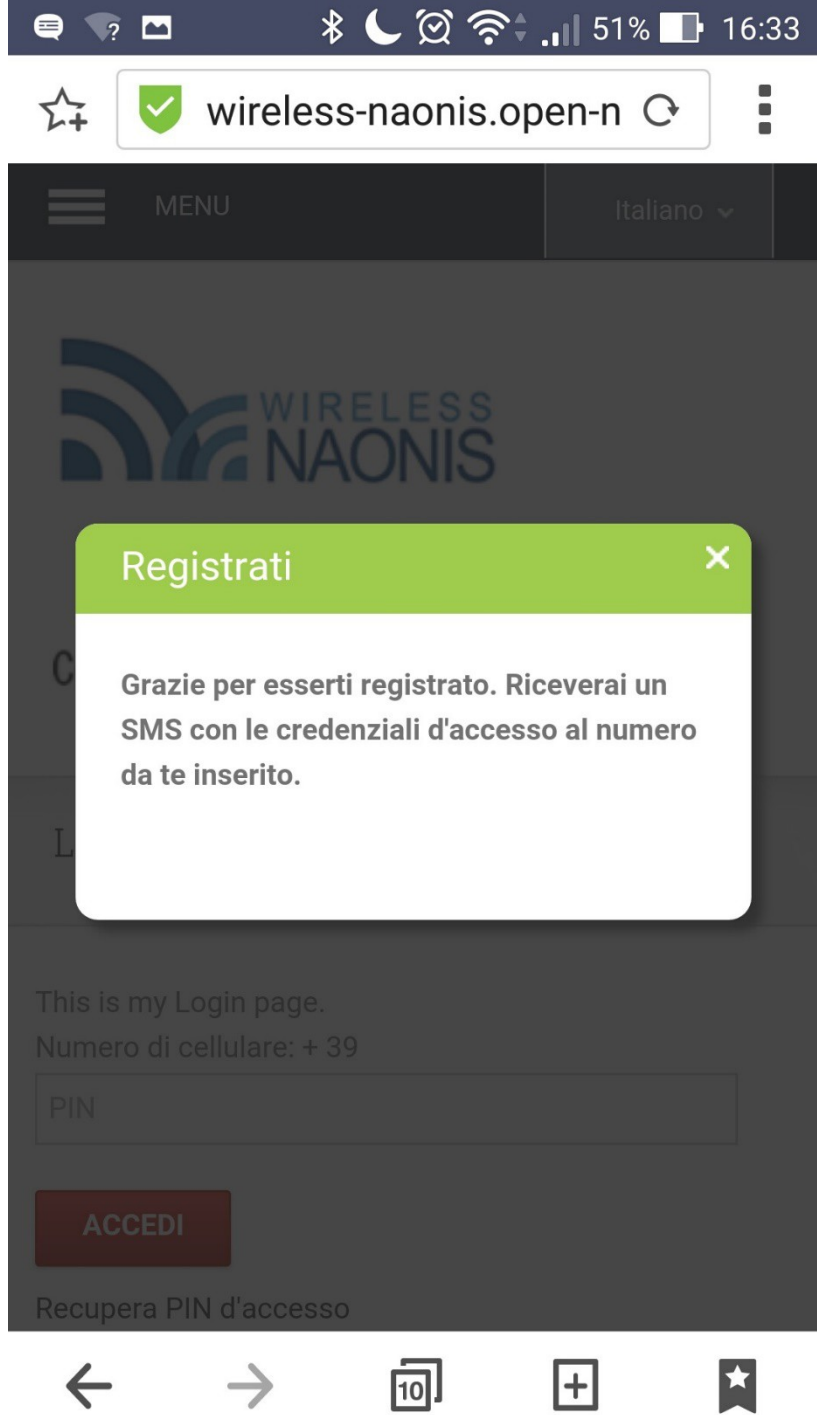 51% 16:33
wireless-naonis.open-n
MENU Italiano
WIRELESS
NAONIS
Registrati
C
Grazie per esserti registrato. Riceverai un
SMS con le credenziali d'accesso al numero
da te inserito.
L
This is my Login page.
Numero di cellulare: + 39
PIN
ACCEDI
Recupera PIN d'accesso
10